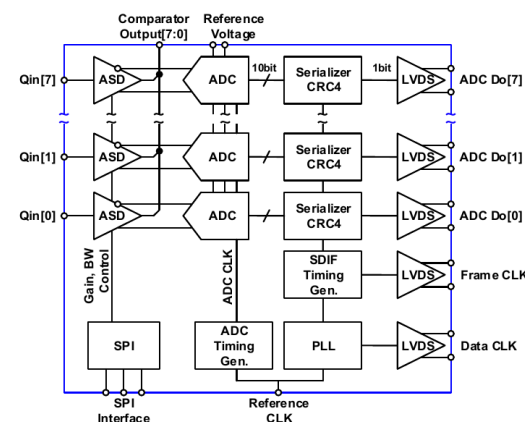 Comparator Reference
Output[7:0] Voltage
Qin[7] ASD ADC 10bit Serializer CRC4 1bit LVDS ADC Do[7]
Qin[1] ASD ADC Serializer CRC4 LVDS ADC Do[1]
Qin[0] ASD ADC Serializer CRC4 LVDS ADC Do[0]
Gain, BW
Control
ADC CLK
SDIF
Timing
Gen.
LVDS
Frame CLK
SPI
ADC
Timing
Gen.
PLL
LVDS
Data CLK
SPI
Interface
Reference
CLK